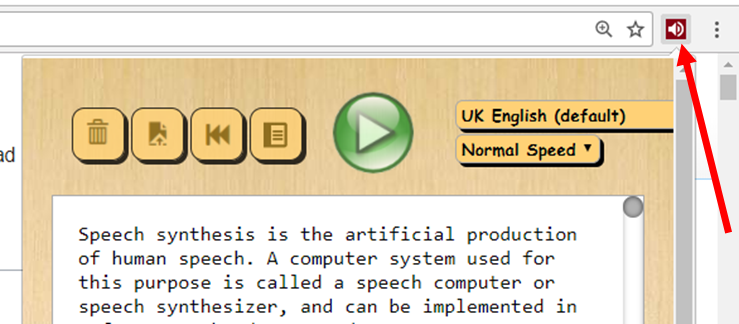 UK English (default)
Normal Speed
ad
Speech synthesis is the artificial production
of human speech. A computer system used for
this purpose is called a speech computer or
speech synthesizer, and can be implemented in